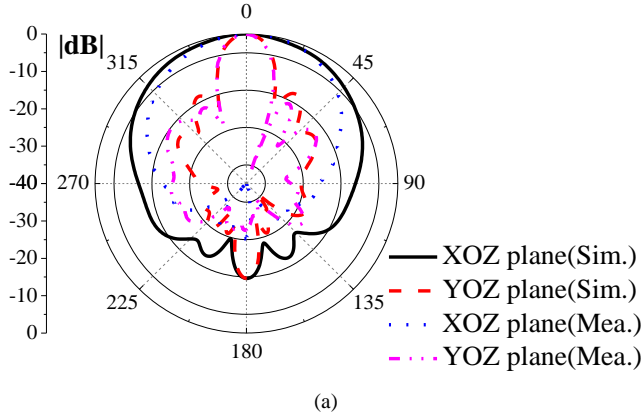 |dB|
0
-10
-20
-30
-40
-30
-20
-10
0
0
45
90
135
180
225
270
315
XOZ plane(Sim.)
YOZ plane(Sim.)
XOZ plane(Mea.)
YOZ plane(Mea.)
(a)